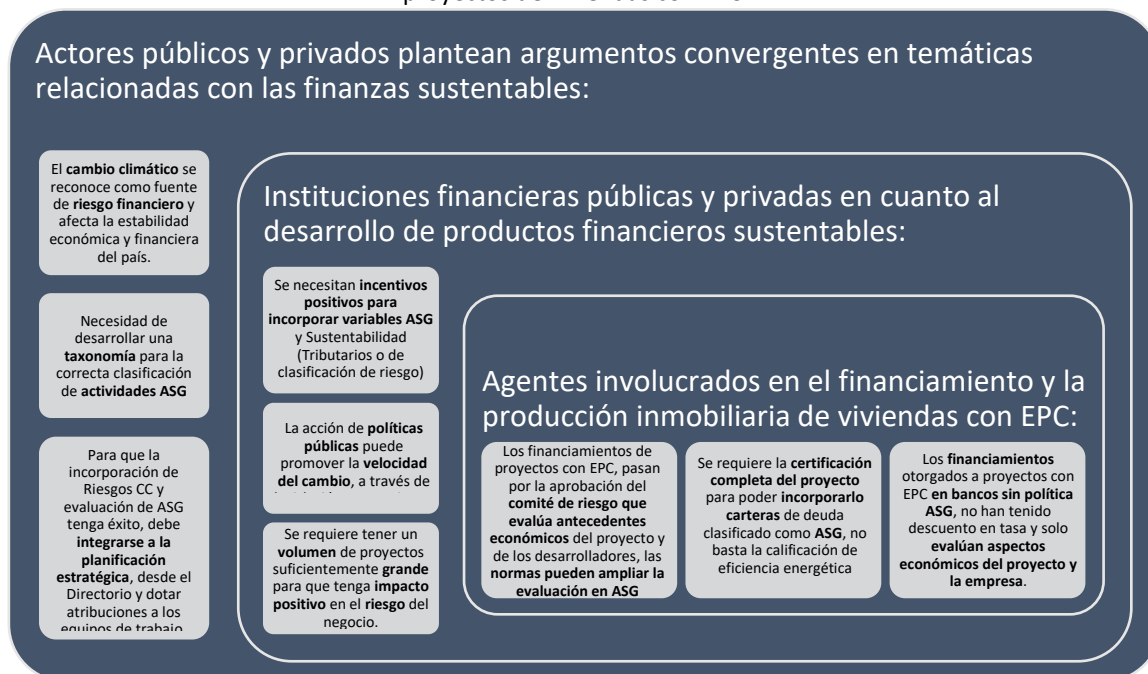 Actores públicos y privados plantean argumentos convergentes en temáticas
relacionadas con las finanzas sustentables:
El cambio climático se
reconoce como fuente
de riesgo financiero y
afecta la estabilidad
económica y financiera
del país.
Necesidad de
desarrollar una
taxonomía para la
correcta clasificación
de actividades ASG
Para que la
incorporación de
Riesgos CC y
evaluación de ASG
tenga éxito, debe
integrarse a la
planificación
estratégica, desde el
Directorio y dotar
atribuciones a los
equipos de trabajo
Instituciones financieras públicas y privadas en cuanto al
desarrollo de productos financieros sustentables:
Se necesitan incentivos
positivos para
incorporar variables ASG
y Sustentabilidad
(Tributarios o de
clasificación de riesgo)
La acción de políticas
públicas puede
promover la velocidad
del cambio, a través de
Se requiere tener un
volumen de proyectos
suficientemente grande
para que tenga impacto
positivo en el riesgo del
negocio.
Agentes involucrados en el financiamiento y la
producción inmobiliaria de viviendas con EPC:
Los financiamientos de
proyectos con EPC, pasan
por la aprobación del
comité de riesgo que
evalúa antecedentes
económicos del proyecto y
de los desarrolladores, las
normas pueden ampliar la
evaluación en ASG
Se requiere la certificación
completa del proyecto
para poder incorporarlo
carteras de deuda
clasificado como ASG, no
basta la calificación de
eficiencia energética
Los financiamientos
otorgados a proyectos con
EPC en bancos sin política
ASG, no han tenido
descuento en tasa y solo
evalúan aspectos
económicos del proyecto y
la empresa.